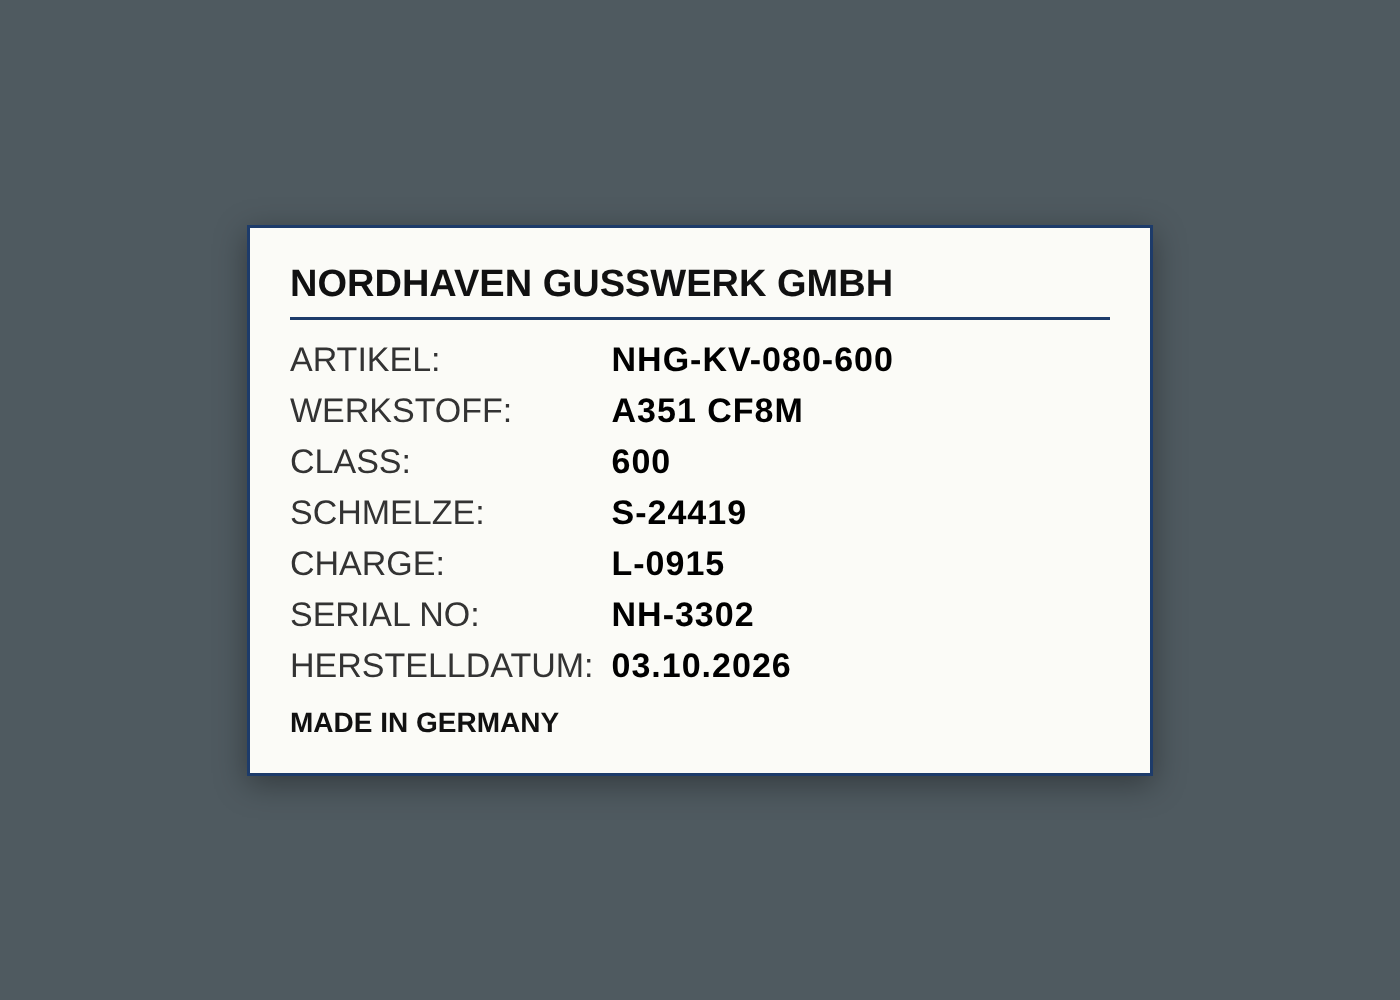 NORDHAVEN GUSSWERK GMBH
ARTIKEL: NHG-KV-080-600
WERKSTOFF: A351 CF8M
CLASS: 600
SCHMELZE: S-24419
CHARGE: L-0915
SERIAL NO: NH-3302
HERSTELLDATUM: 03.10.2026
MADE IN GERMANY